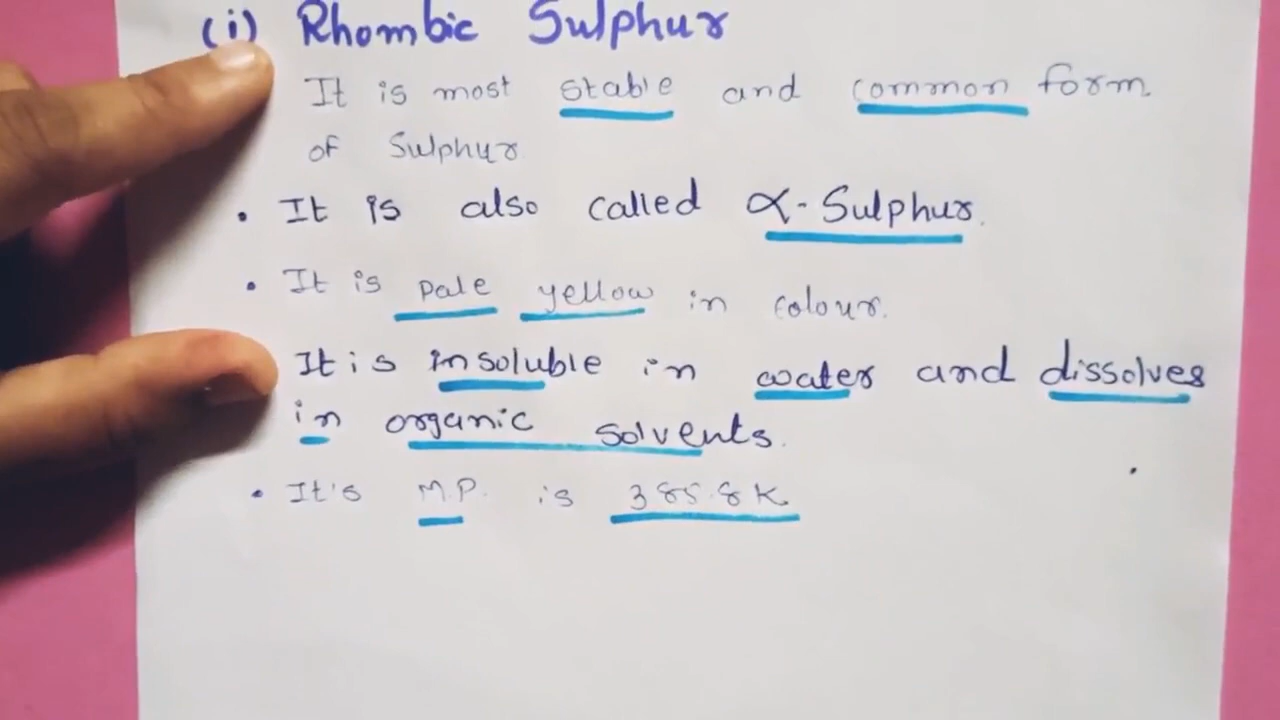 (i) Rhombic Sulphur
It is most stable and common form
of Sulphur
• It is also called α-Sulphur.
• It is pale yellow in colour.
It is insoluble in water and dissolves
in organic solvents.
• It's M.P. is 385.8K